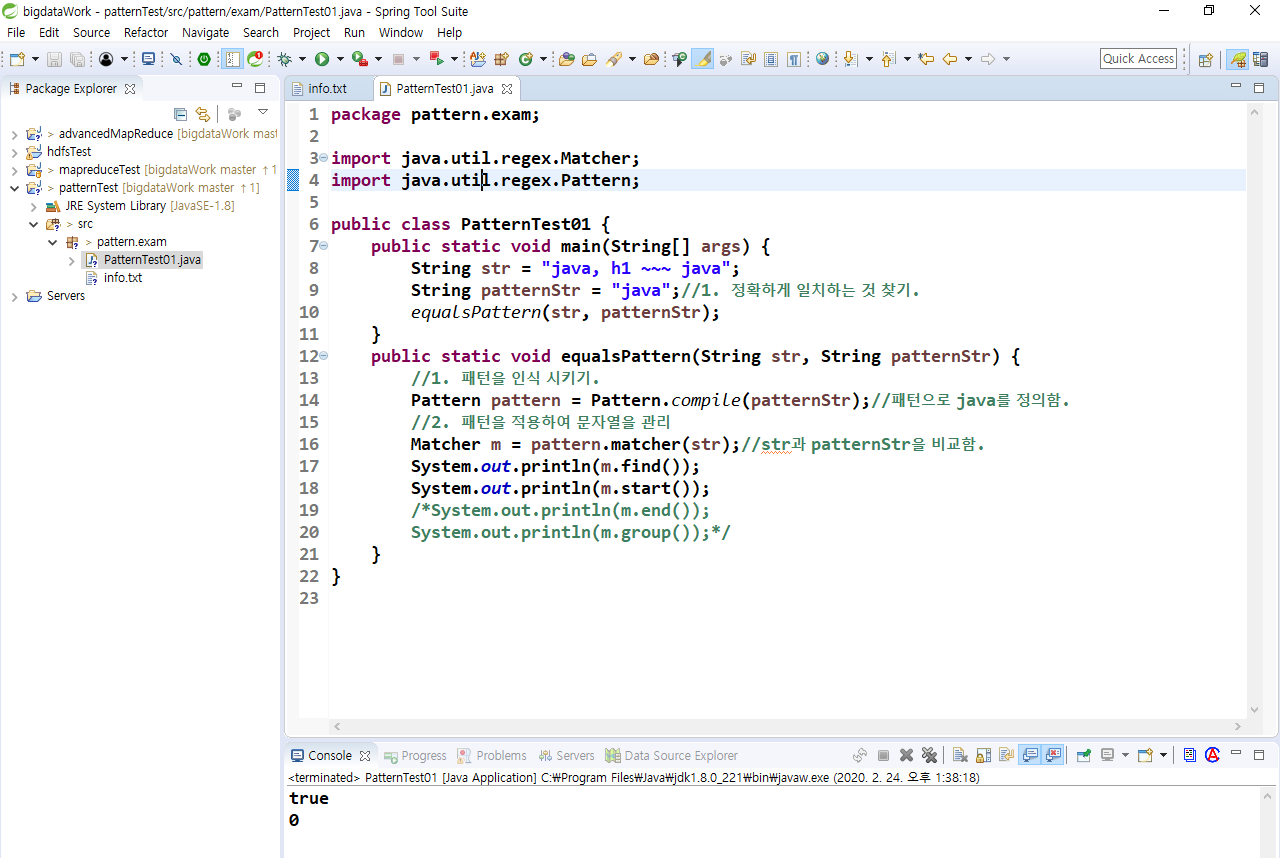 bigdataWork - patternTest/src/pattern/exam/PatternTest01.java - Spring Tool Suite
File Edit Source Refactor Navigate Search Project Run Window Help
Quick Access
Package Explorer
info.txt
PatternTest01.java
> advancedMapReduce [bigdataWork mast
hdfsTest
> mapreduceTest [bigdataWork master ↑1
> patternTest [bigdataWork master ↑1]
JRE System Library [JavaSE-1.8]
> src
> pattern.exam
PatternTest01.java
info.txt
Servers
1 package pattern.exam;
2
3 import java.util.regex.Matcher;
4 import java.util.regex.Pattern;
5
6 public class PatternTest01 {
7 public static void main(String[] args) {
8 String str = "java, h1 ~~~ java";
9 String patternStr = "java";//1. 정확하게 일치하는 것 찾기.
10 equalsPattern(str, patternStr);
11 }
12 public static void equalsPattern(String str, String patternStr) {
13 //1. 패턴을 인식 시키기.
14 Pattern pattern = Pattern.compile(patternStr);//패턴으로 java를 정의함.
15 //2. 패턴을 적용하여 문자열을 관리
16 Matcher m = pattern.matcher(str);//str과 patternStr을 비교함.
17 System.out.println(m.find());
18 System.out.println(m.start());
19 /*System.out.println(m.end());
20 System.out.println(m.group());*/
21 }
22 }
23
Console Progress Problems Servers Data Source Explorer
<terminated> PatternTest01 [Java Application] C:₩Program Files₩Java₩jdk1.8.0_221₩bin₩javaw.exe (2020. 2. 24. 오후 1:38:18)
true
0